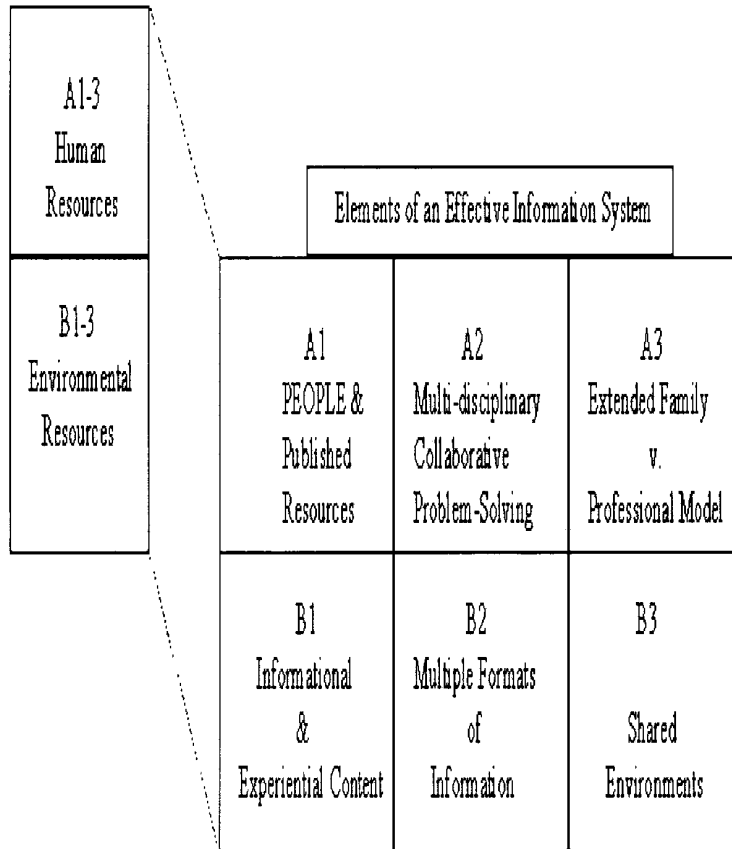 A1-3
Human
Resources
B1-3
Environmental
Resources
Elements of an Effective Information System
A1
PEOPLE &
Published
Resources
A2
Multi-disciplinary
Collaborative
Problem-Solving
A3
Extended Family
v.
Professional Model
B1
Informational
&
Experiential Content
B2
Multiple Formats
of
Information
B3
Shared
Environments